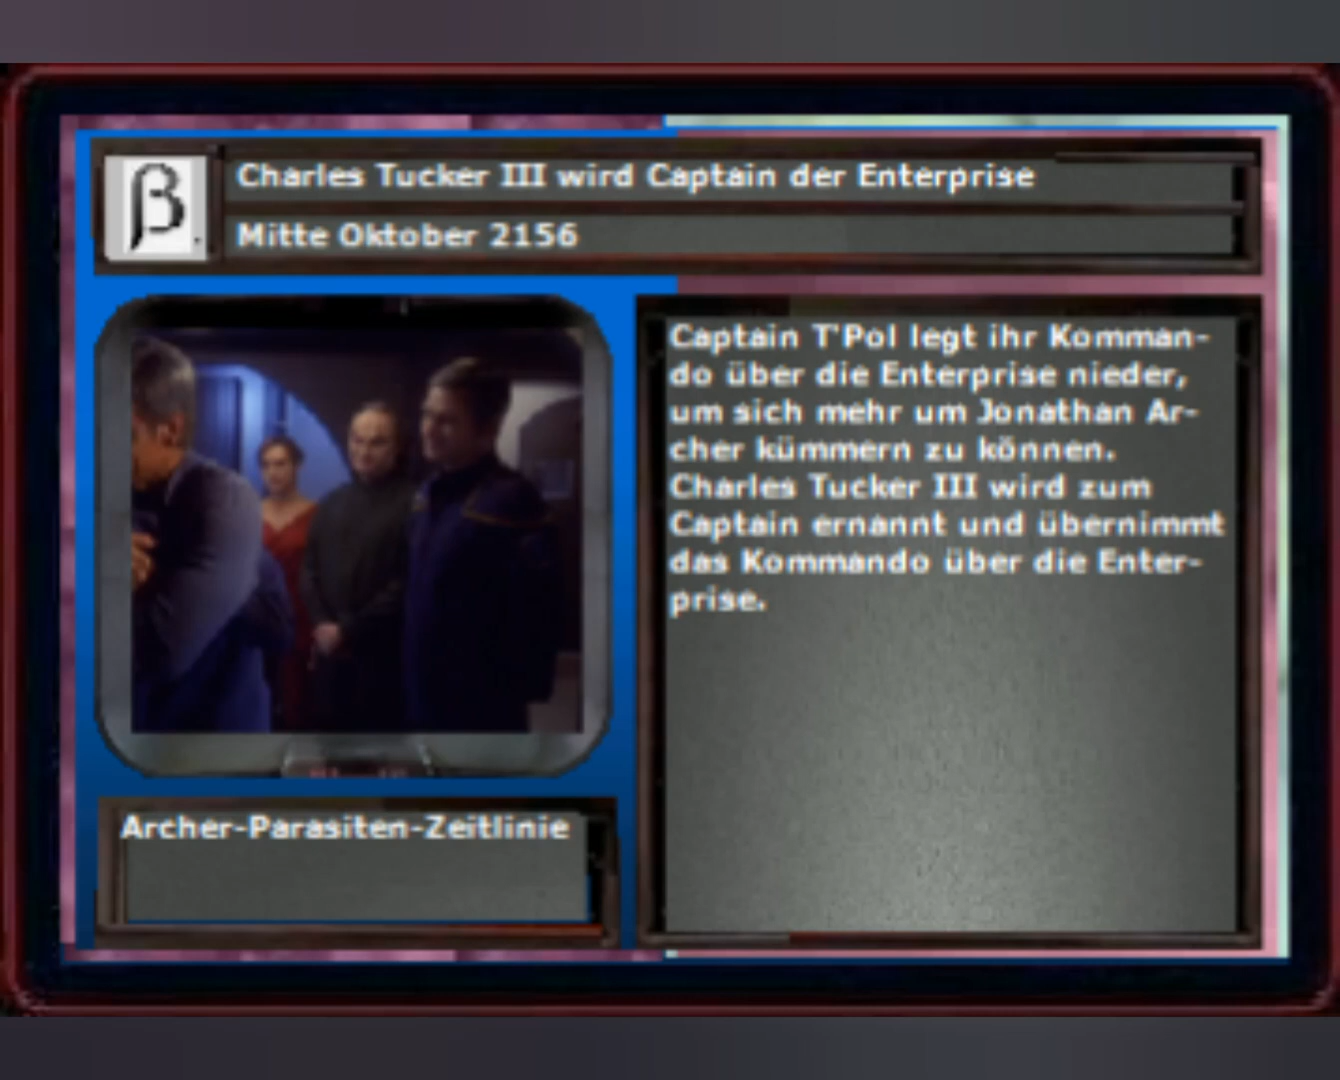 β.
Charles Tucker III wird Captain der Enterprise
Mitte Oktober 2156
Captain T'Pol legt ihr Komman-
do über die Enterprise nieder,
um sich mehr um Jonathan Ar-
cher kümmern zu können.
Charles Tucker III wird zum
Captain ernannt und übernimmt
das Kommando über die Enter-
prise.
Archer-Parasiten-Zeitlinie